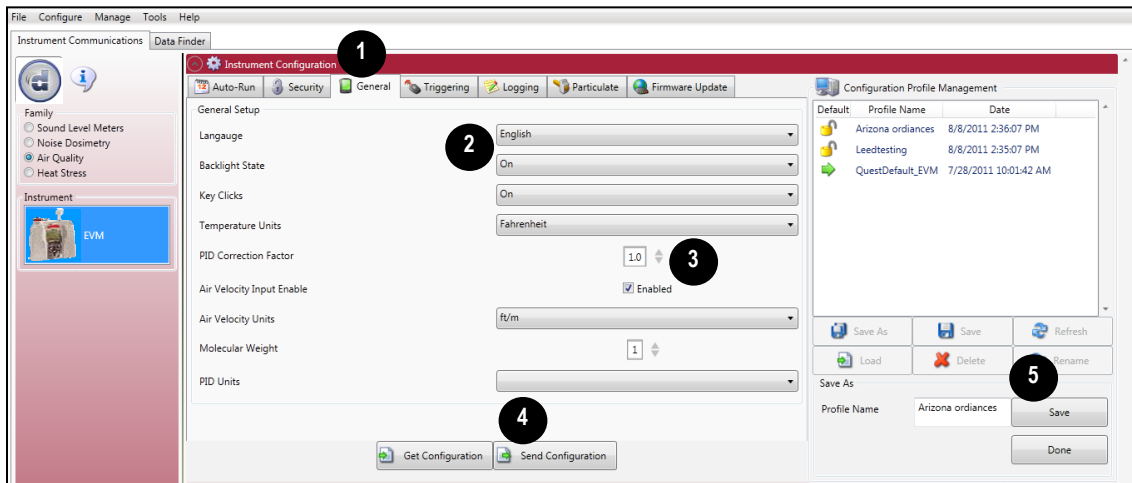 File Configure Manage Tools Help
Instrument Communications Data Finder
1
Instrument Configuration
Auto-Run Security General Triggering Logging Particulate Firmware Update
Configuration Profile Management
Family
Sound Level Meters
Noise Dosimetry
Air Quality
Heat Stress
Instrument
EVM
General Setup
Langauge English
2
Backlight State On
Key Clicks On
Temperature Units Fahrenheit
PID Correction Factor 1.0
3
Air Velocity Input Enable Enabled
Air Velocity Units ft/m
Molecular Weight 1
PID Units
4
Get Configuration Send Configuration
Default Profile Name Date
Arizona ordiances 8/8/2011 2:36:07 PM
Leedtesting 8/8/2011 2:35:07 PM
QuestDefault_EVM 7/28/2011 10:01:42 AM
Save As Save Refresh
Load Delete Rename
5
Save As
Profile Name Arizona ordiances Save
Done